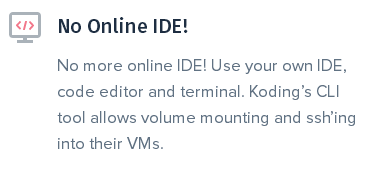 No Online IDE!
No more online IDE! Use your own IDE,
code editor and terminal. Koding's CLI
tool allows volume mounting and ssh'ing
into their VMs.